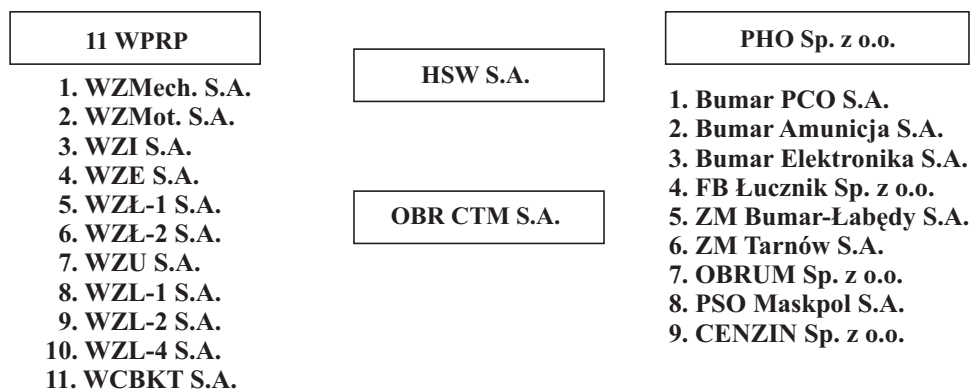 11 WPRP
1. WZMech. S.A.
2. WZMot. S.A.
3. WZI S.A.
4. WZE S.A.
5. WZŁ-1 S.A.
6. WZŁ-2 S.A.
7. WZU S.A.
8. WZL-1 S.A.
9. WZL-2 S.A.
10. WZL-4 S.A.
11. WCBKT S.A.
HSW S.A.
OBR CTM S.A.
PHO Sp. z o.o.
1. Bumar PCO S.A.
2. Bumar Amunicja S.A.
3. Bumar Elektronika S.A.
4. FB Łucznik Sp. z o.o.
5. ZM Bumar-Łabędy S.A.
6. ZM Tarnów S.A.
7. OBRUM Sp. z o.o.
8. PSO Maskpol S.A.
9. CENZIN Sp. z o.o.